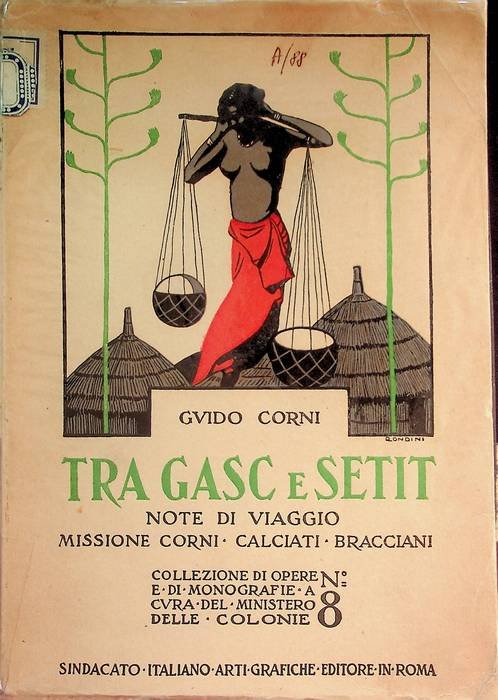 A/88
GVIDO CORNI
RONDINI
TRA GASC E SETIT
NOTE DI VIAGGIO
MISSIONE CORNI · CALCIATI · BRACCIANI
COLLEZIONE DI OPERE
E · DI · MONOGRAFIE · A
CVRA · DEL · MINISTERO
DELLE · COLONIE
Nº
8
SINDACATO · ITALIANO · ARTI · GRAFICHE · EDITORE · IN · ROMA